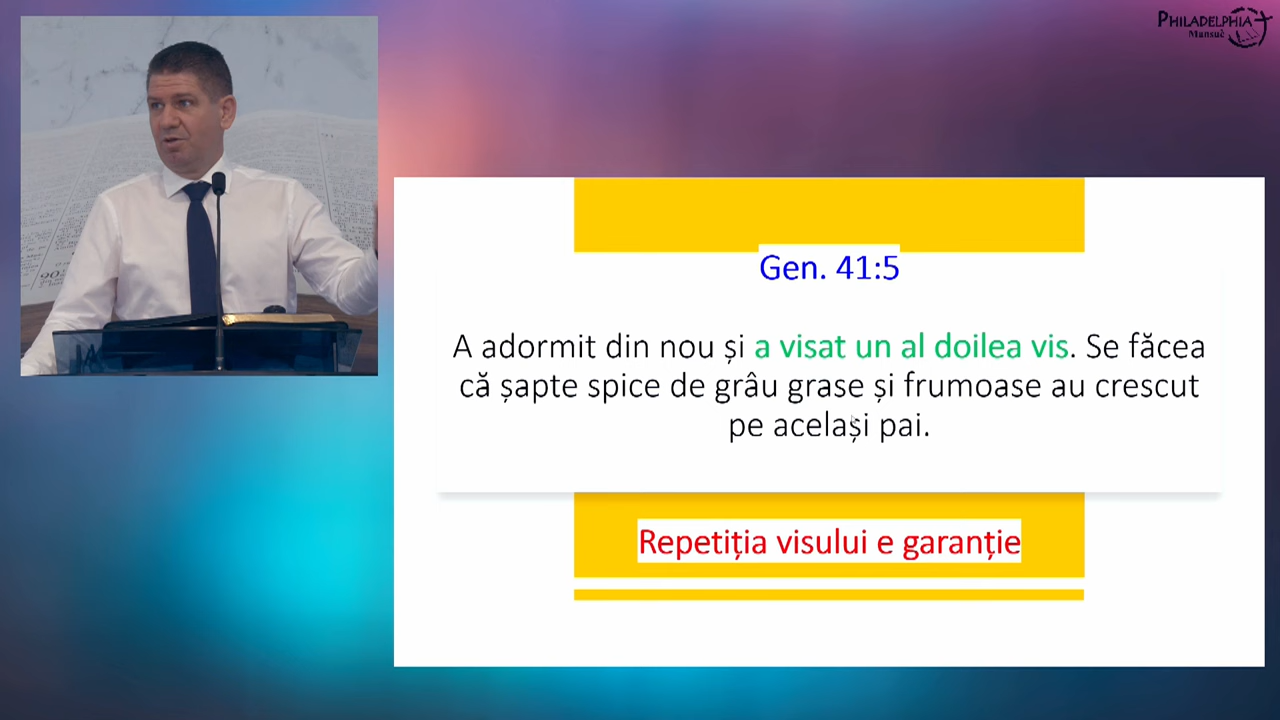 PHILADELPHIA
Mansuè
Gen. 41:5
A adormit din nou și a visat un al doilea vis. Se făcea
că șapte spice de grâu grase și frumoase au crescut
pe același pai.
Repetiția visului e garanție